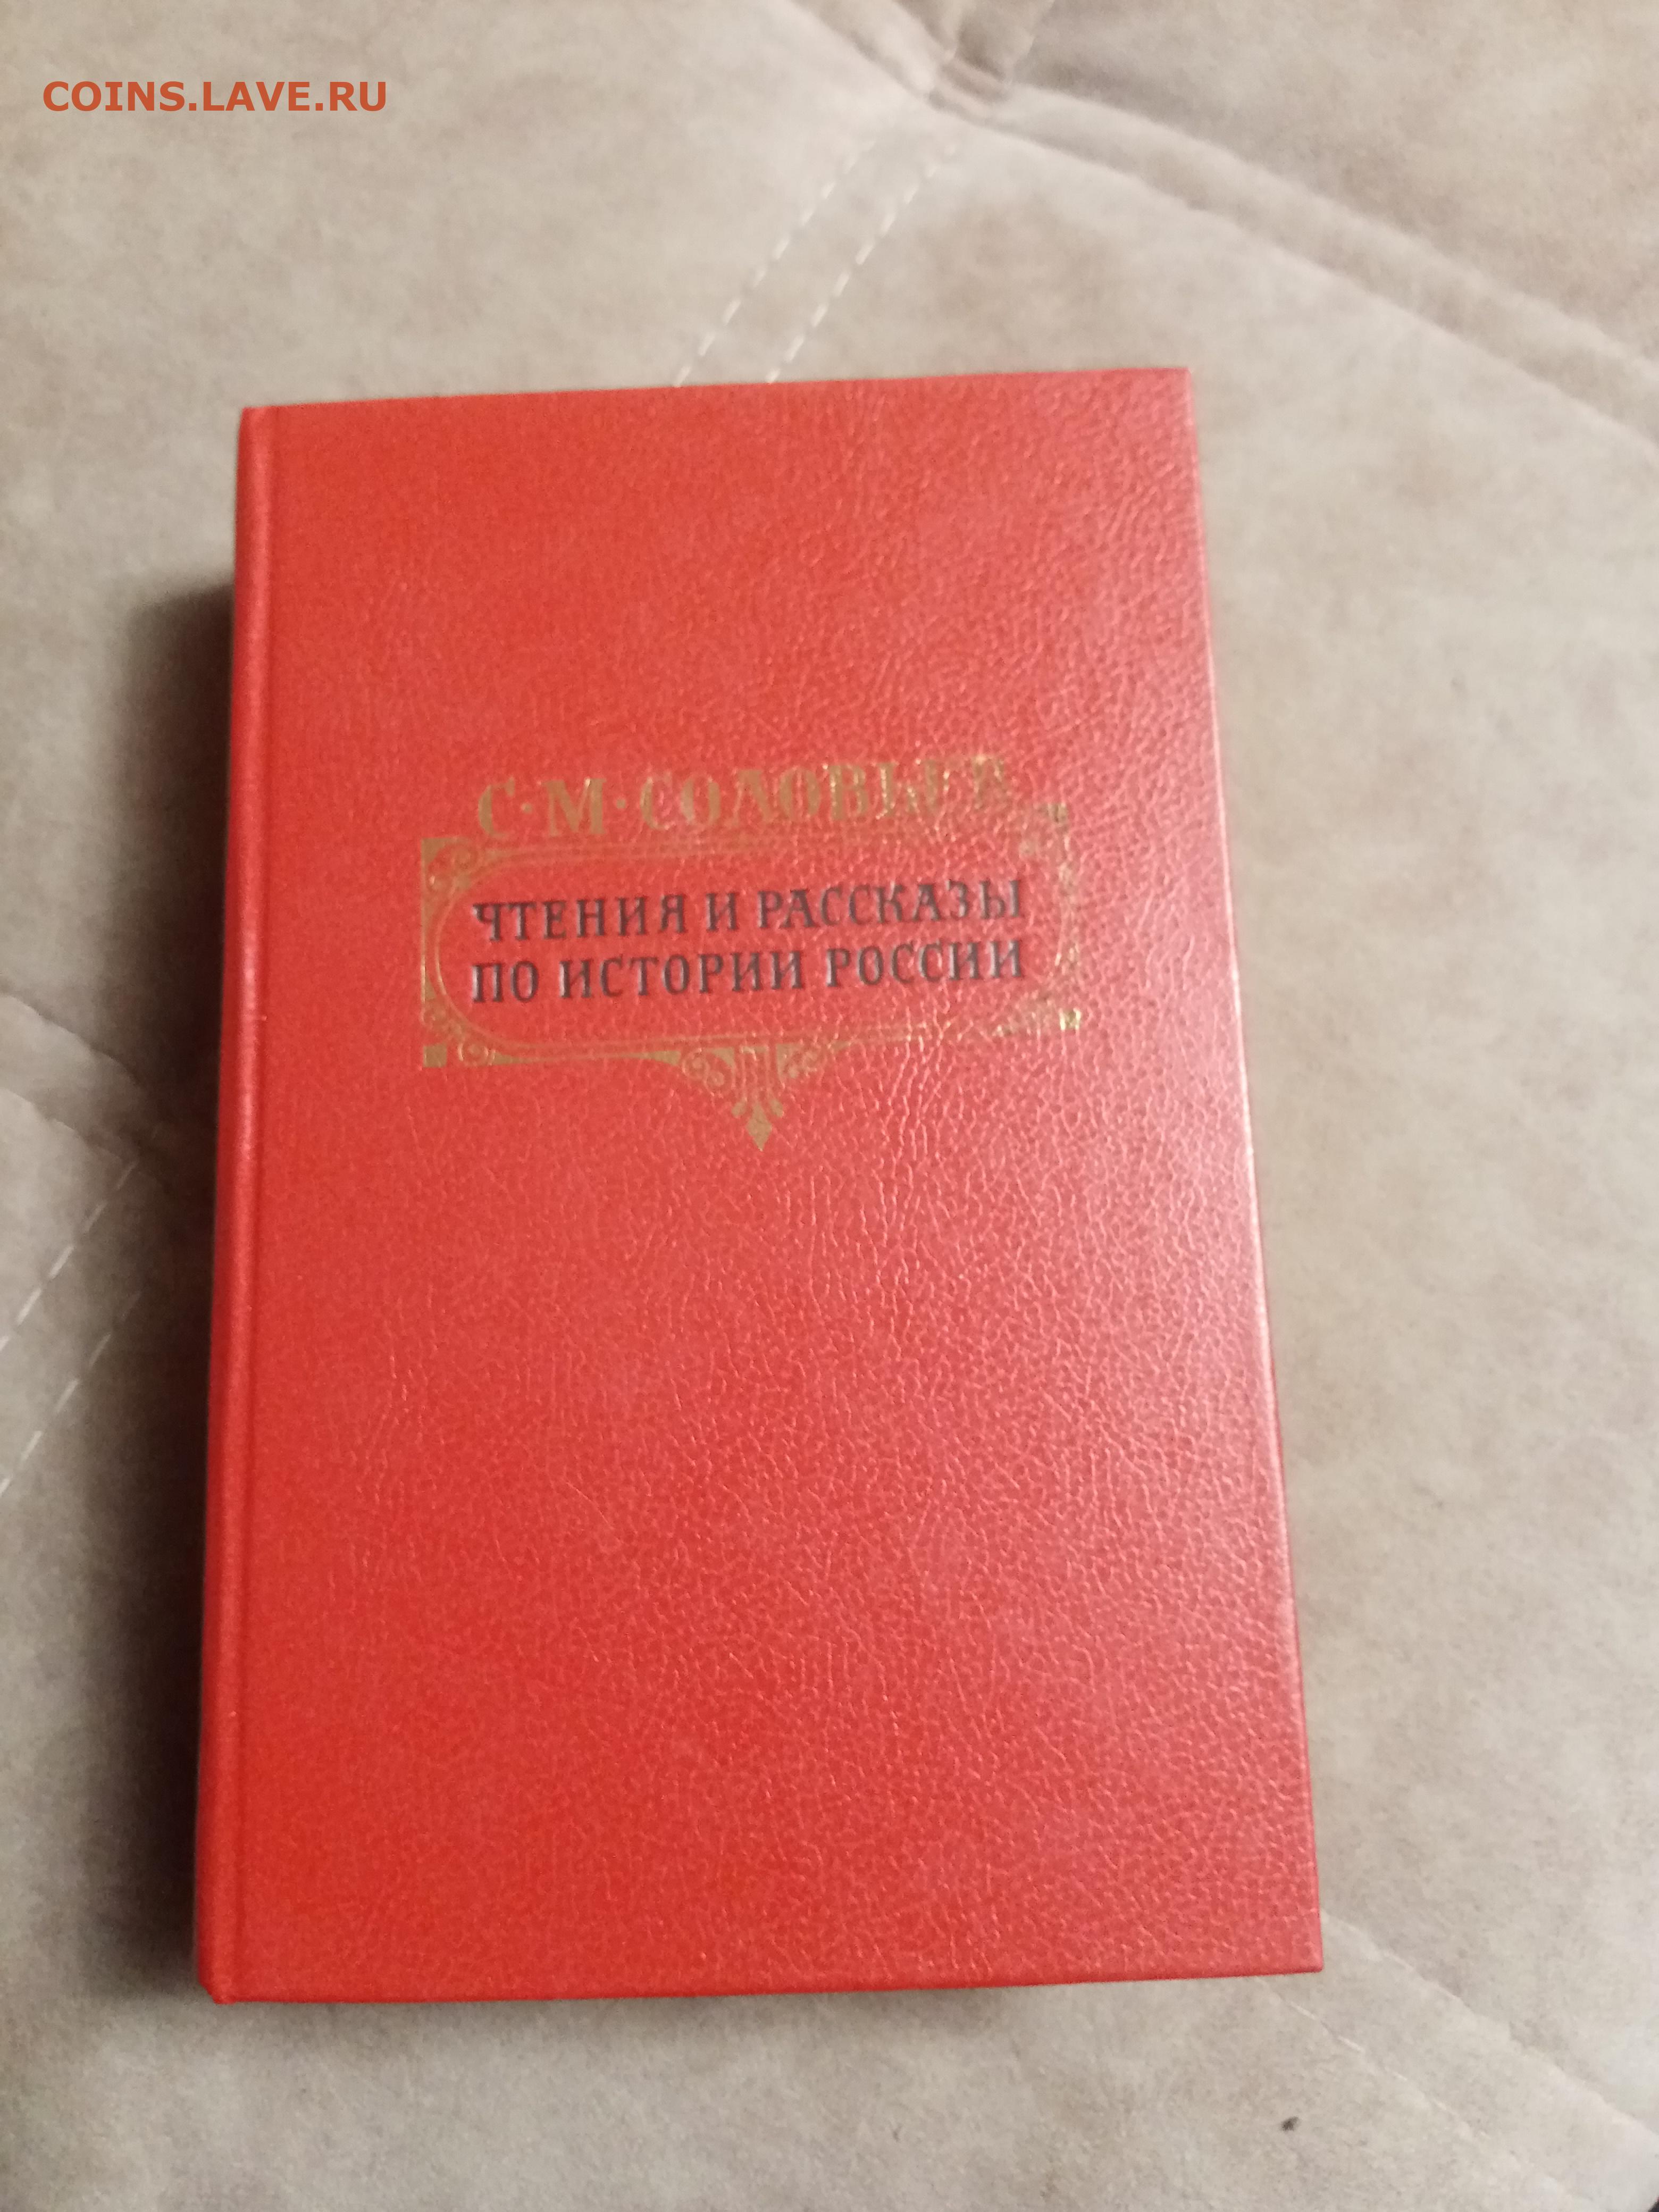 COINS.LAVE.RU
С·М·СОЛОВЬЕВ
ЧТЕНИЯ И РАССКАЗЫ
ПО ИСТОРИИ РОССИИ